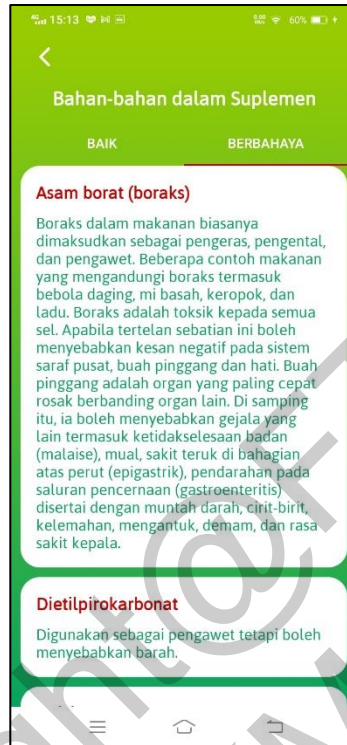 4G 15:13
0.00 KB/s 60%
Bahan-bahan dalam Suplemen
BAIK
BERBAHAYA
Asam borat (boraks)
Boraks dalam makanan biasanya
dimaksudkan sebagai pengeras, pengental,
dan pengawet. Beberapa contoh makanan
yang mengandungi boraks termasuk
bebola daging, mi basah, keropok, dan
ladu. Boraks adalah toksik kepada semua
sel. Apabila tertelan sebatian ini boleh
menyebabkan kesan negatif pada sistem
saraf pusat, buah pinggang dan hati. Buah
pinggang adalah organ yang paling cepat
rosak berbanding organ lain. Di samping
itu, ia boleh menyebabkan gejala yang
lain termasuk ketidakselesaan badan
(malaise), mual, sakit teruk di bahagian
atas perut (epigastrik), pendarahan pada
saluran pencernaan (gastroenteritis)
disertai dengan muntah darah, cirit-birit,
kelemahan, mengantuk, demam, dan rasa
sakit kepala.
Dietilpirokarbonat
Digunakan sebagai pengawet tetapi boleh
menyebabkan barah.